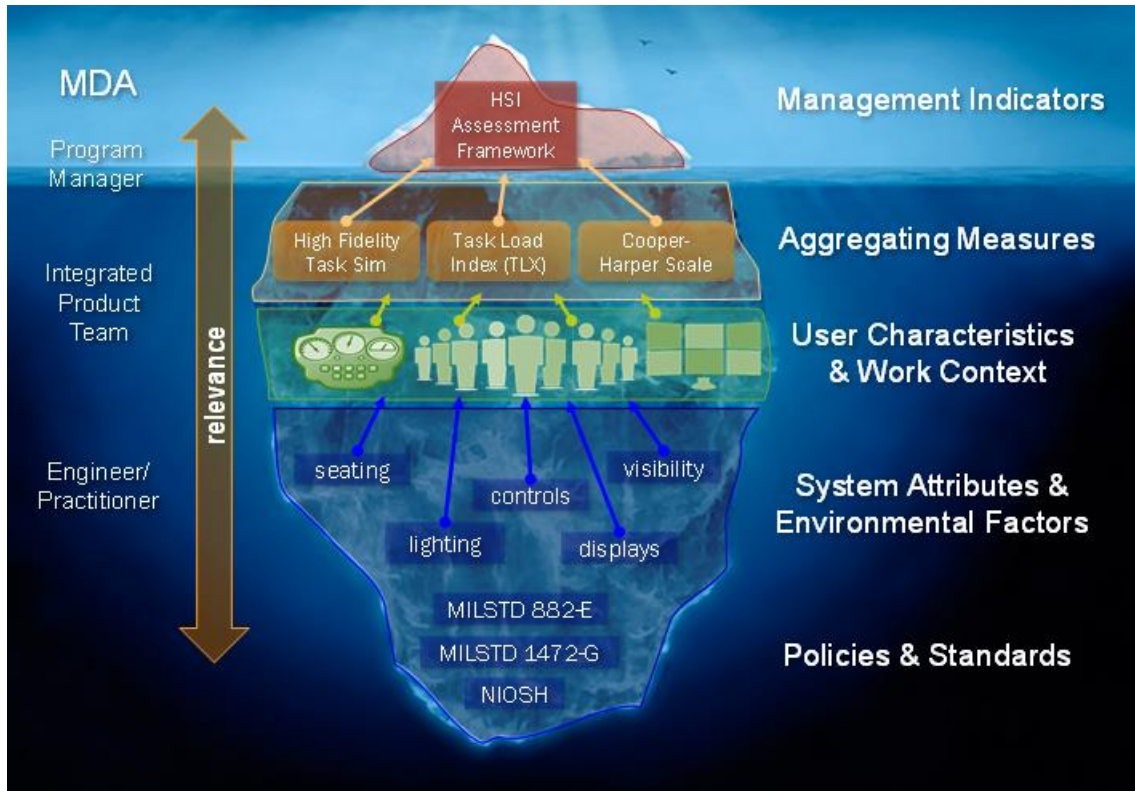 MDA
Program
Manager
Integrated
Product
Team
Engineer/
Practitioner
relevance
HSI
Assessment
Framework
High Fidelity
Task Sim
Task Load
Index (TLX)
Cooper-
Harper Scale
seating
controls
visibility
lighting
displays
MILSTD 882-E
MILSTD 1472-G
NIOSH
Management Indicators
Aggregating Measures
User Characteristics
& Work Context
System Attributes &
Environmental Factors
Policies & Standards